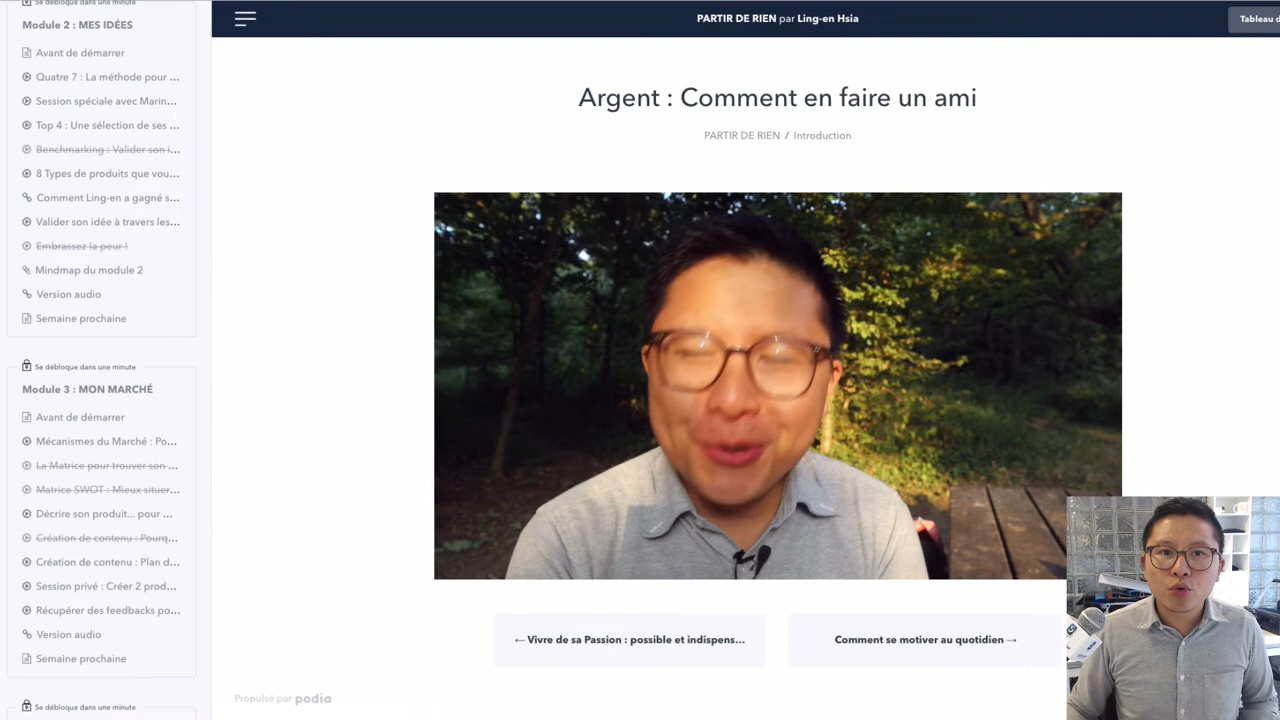 Se débloque dans une minute
Module 2 : MES IDÉES
Avant de démarrer
Quatre 7 : La méthode pour ...
Session spéciale avec Marin...
Top 4 : Une sélection de ses ...
Benchmarking : Valider son i...
8 Types de produits que vou...
Comment Ling-en a gagné s...
Valider son idée à travers les...
Embrassez la peur !
Mindmap du module 2
Version audio
Semaine prochaine
Se débloque dans une minute
Module 3 : MON MARCHÉ
Avant de démarrer
Mécanismes du Marché : Po...
La Matrice pour trouver son ...
Matrice SWOT : Mieux situer...
Décrire son produit... pour ...
Création de contenu : Pourq...
Création de contenu : Plan d...
Session privé : Créer 2 prod...
Récupérer des feedbacks po...
Version audio
Semaine prochaine
Se débloque dans une minute
PARTIR DE RIEN par Ling-en Hsia
Tableau d
Argent : Comment en faire un ami
PARTIR DE RIEN / Introduction
← Vivre de sa Passion : possible et indispens...
Comment se motiver au quotidien →
Propulsé par podia